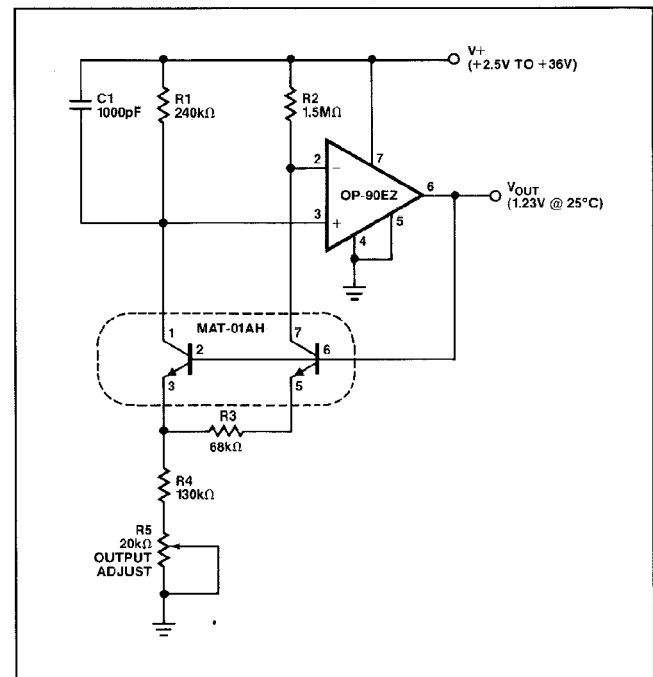 V+
(+2.5V TO +36V)
C1
1000pF
R1
240kΩ
R2
1.5MΩ
2
−
7
OP-90EZ
6
VOUT
(1.23V @ 25°C)
3
+
5
4
1
MAT-01AH
7
2
6
3
5
R3
68kΩ
R4
130kΩ
R5
20kΩ
OUTPUT
ADJUST